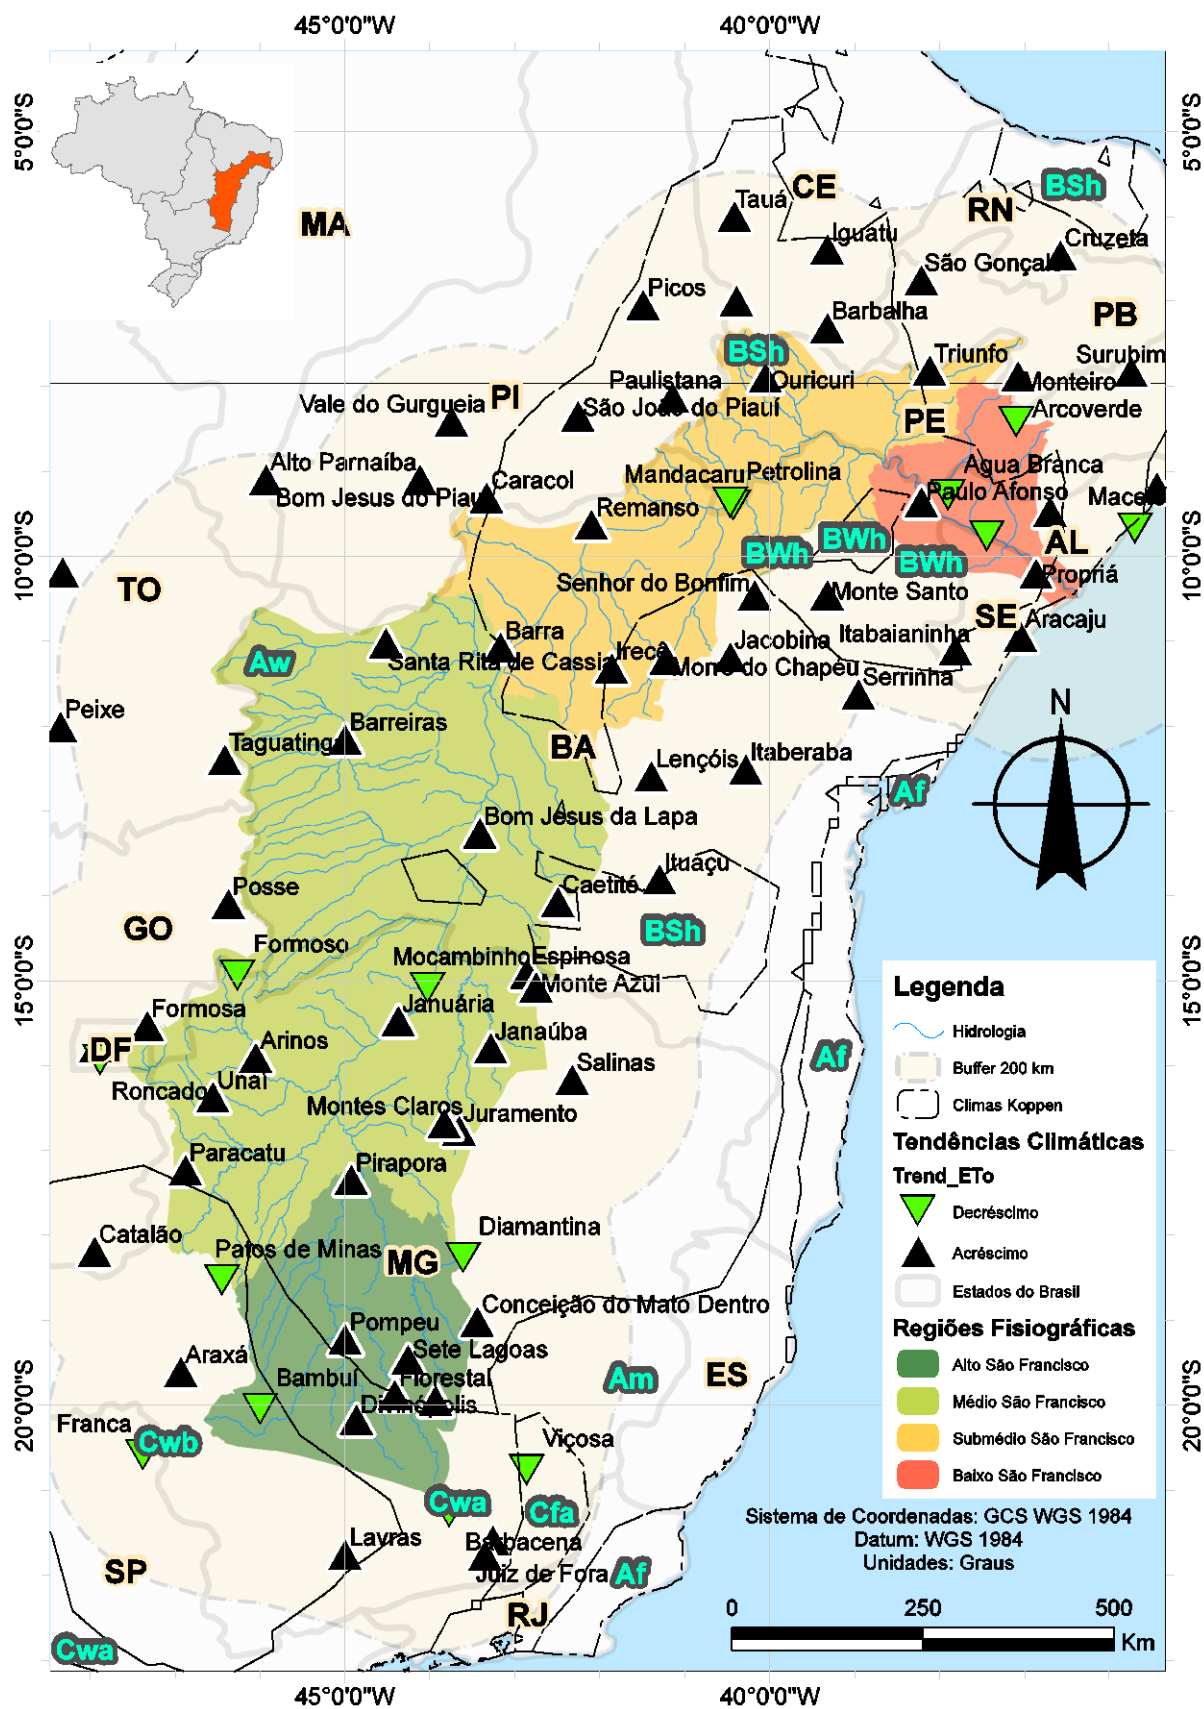 45°0'0"W
40°0'0"W
5°0'0"S
5°0'0"S
CE
BSh
Tauá
RN
MA
Iguatu
Cruzeta
São Gonçal
Picos
Barbalha
PB
BSh
Triunfo
Surubim
Paulistana
Ouricuri
Monteiro
PI
Vale do Gurgueia
São João do Piauí
PE
Arcoverde
Alto Parnaíba
Bom Jesus do Piauí
Caracol
Mandacaru
Petrolina
Agua Branca
Paulo Afonso
Maceió
Remanso
10°0'0"S
10°0'0"S
BWh
BWh
BWh
AL
TO
Senhor do Bonfim
Propriá
Monte Santo
SE
Barra
Itabaianinha
Aracaju
Aw
Santa Rita de Cassia
Irecê
Jacobina
Morro do Chapéu
Serrinha
Peixe
Barreiras
Taguatinga
BA
N
Lençóis
Itaberaba
Af
Bom Jesus da Lapa
Ituaçu
Posse
Caetité
GO
BSh
Formoso
Mocambinho
Espinosa
Monte Azul
15°0'0"S
15°0'0"S
Formosa
Januária
DF
Arinos
Janaúba
Af
Salinas
Roncado
Unaí
Montes Claros
Juramento
Paracatu
Pirapora
Catalão
Patos de Minas
Diamantina
MG
Conceição do Mato Dentro
Pompeu
Araxá
Sete Lagoas
Bambuí
Florestal
Am
ES
Divinópolis
20°0'0"S
20°0'0"S
Franca
Cwb
Viçosa
Cwa
Cfa
Lavras
Barbacena
Juiz de Fora
SP
Af
RJ
Cwa
Legenda
Hidrologia
Buffer 200 km
Climas Koppen
Tendências Climáticas
Trend_ETo
Decréscimo
Acréscimo
Estados do Brasil
Regiões Fisiográficas
Alto São Francisco
Médio São Francisco
Submédio São Francisco
Baixo São Francisco
Sistema de Coordenadas: GCS WGS 1984
Datum: WGS 1984
Unidades: Graus
0 250 500
Km
45°0'0"W
40°0'0"W